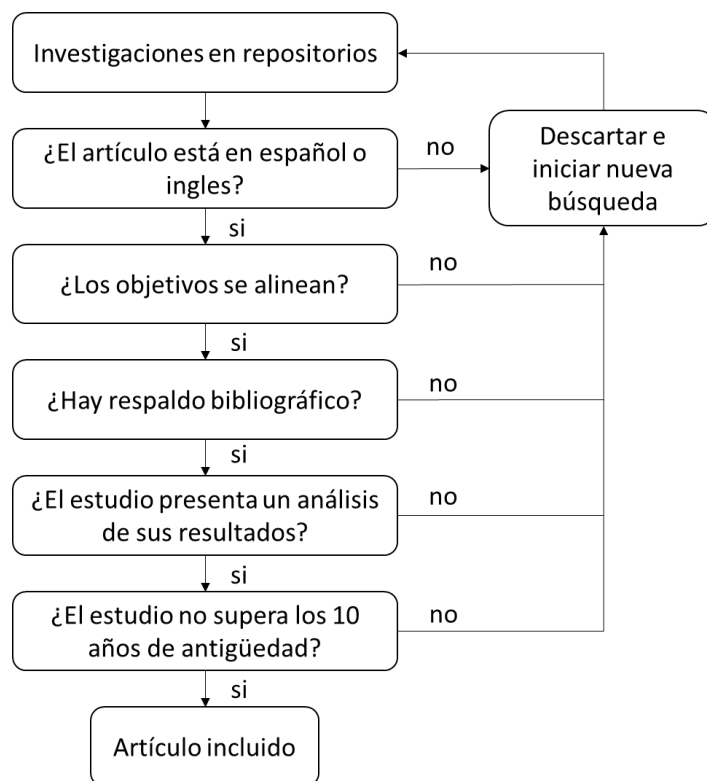 Investigaciones en repositorios
¿El artículo está en español o
ingles?
no
Descartar e
iniciar nueva
búsqueda
si
¿Los objetivos se alinean?
no
si
¿Hay respaldo bibliográfico?
no
si
¿El estudio presenta un análisis
de sus resultados?
no
si
¿El estudio no supera los 10
años de antigüedad?
no
si
Artículo incluido